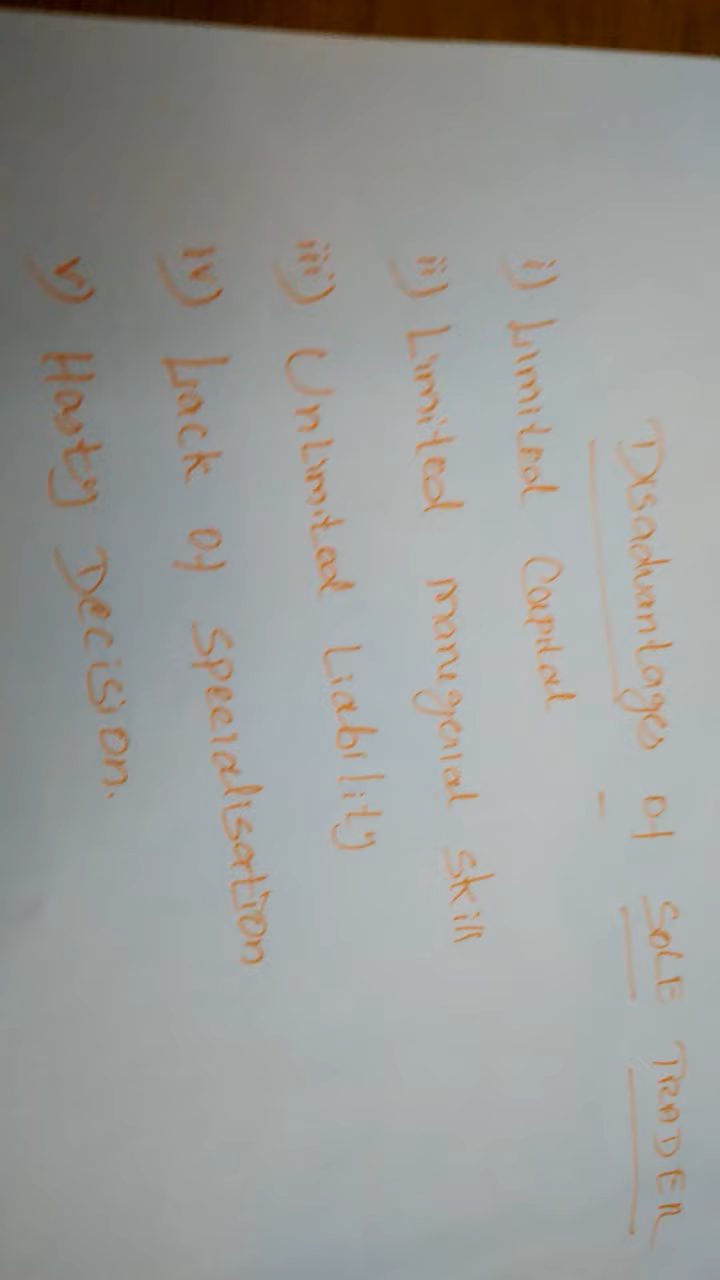 Disadvantages of SOLE TRADER
i) Limited Capital
ii) Limited managerial skill
iii) Unlimited Liability
iv) Lack of specialisation
v) Hasty Decision.